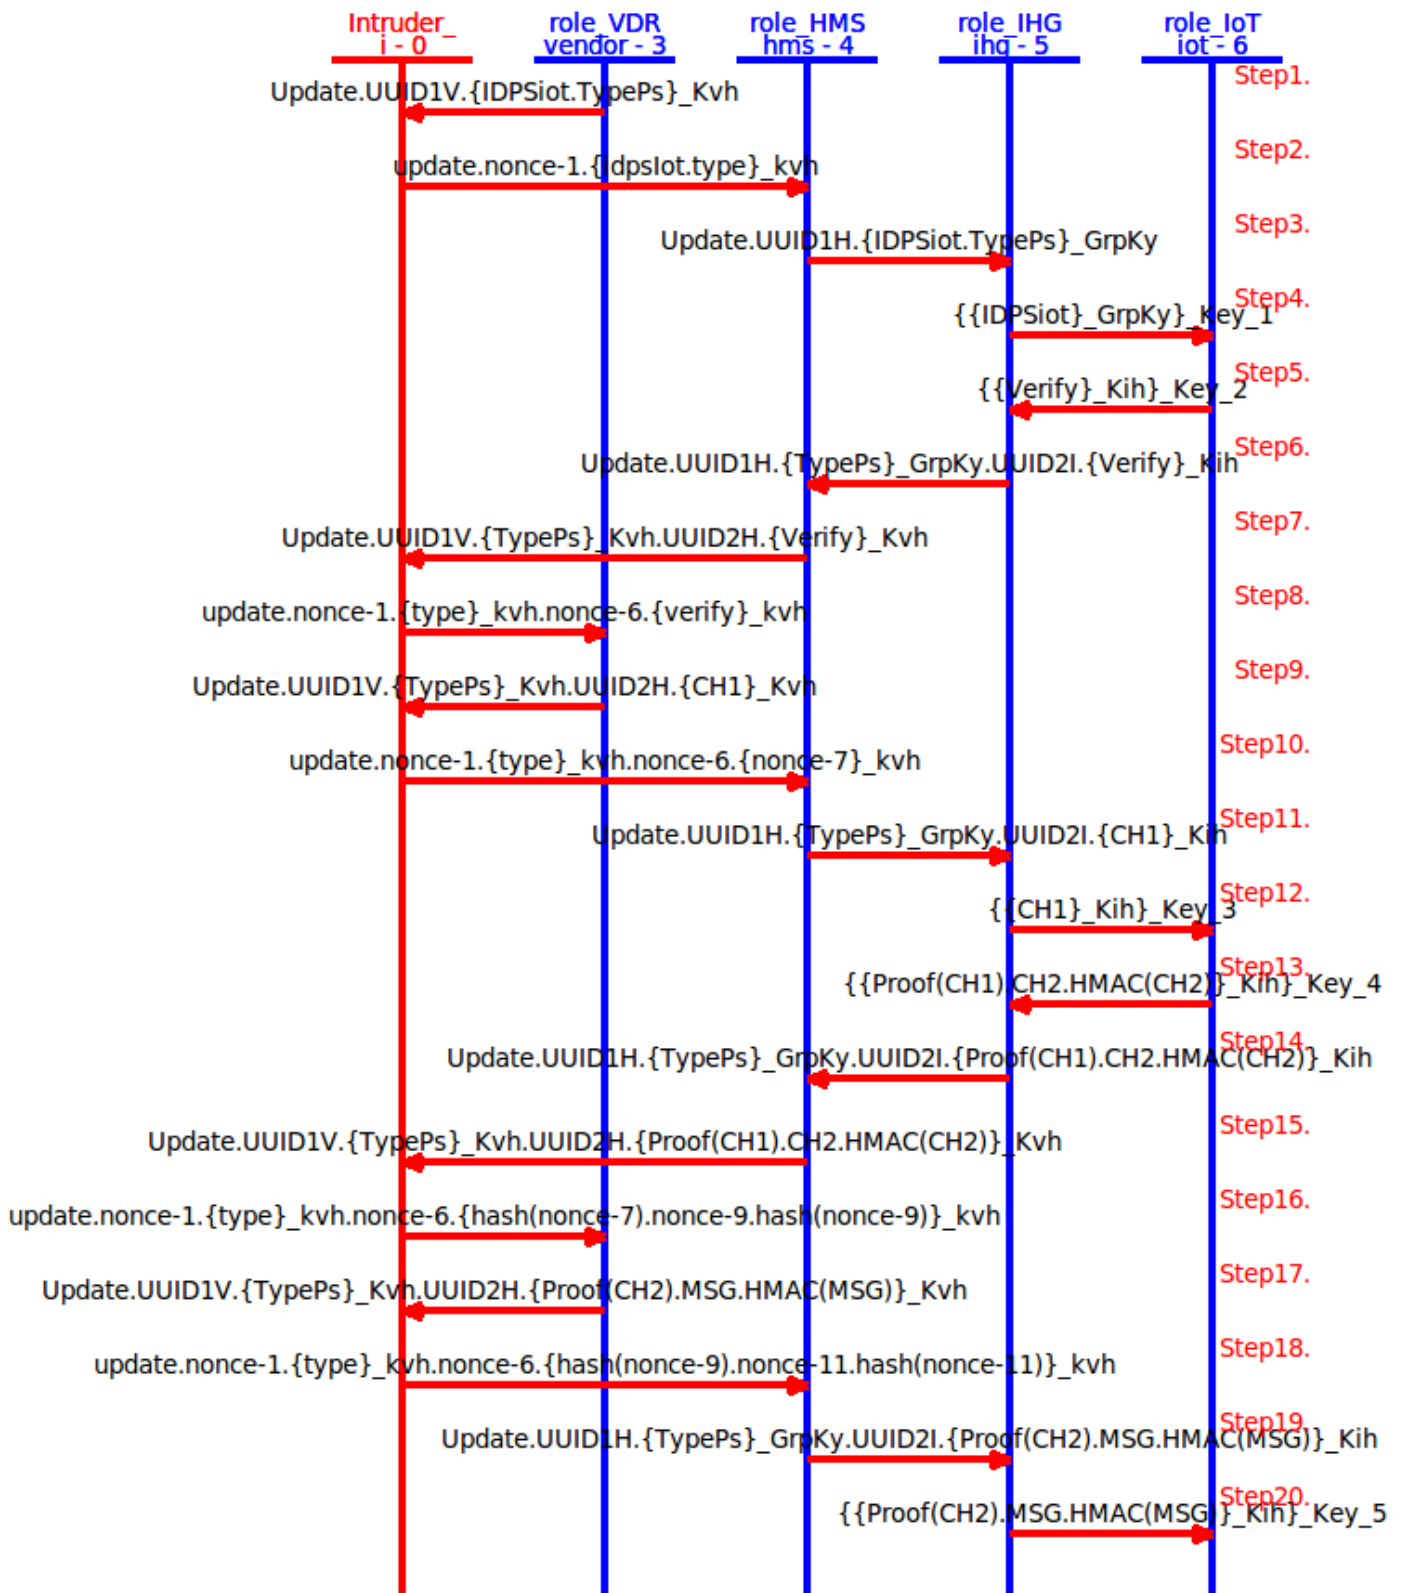 Intruder_ role_VDR role_HMS role_IHG role_IoT
i - 0 vendor - 3 hms - 4 ihg - 5 iot - 6
Step1.
Update.UUID1V.{IDPSiot.TypePs}_Kvh
Step2.
update.nonce-1.{idpsIot.type}_kvh
Step3.
Update.UUID1H.{IDPSiot.TypePs}_GrpKy
Step4.
{{IDPSiot}_GrpKy}_Key_1
Step5.
{{Verify}_Kih}_Key_2
Step6.
Update.UUID1H.{TypePs}_GrpKy.UUID2I.{Verify}_Kih
Step7.
Update.UUID1V.{TypePs}_Kvh.UUID2H.{Verify}_Kvh
Step8.
update.nonce-1.{type}_kvh.nonce-6.{verify}_kvh
Step9.
Update.UUID1V.{TypePs}_Kvh.UUID2H.{CH1}_Kvh
Step10.
update.nonce-1.{type}_kvh.nonce-6.{nonce-7}_kvh
Step11.
Update.UUID1H.{TypePs}_GrpKy.UUID2I.{CH1}_Kih
Step12.
{{CH1}_Kih}_Key_3
Step13.
{{Proof(CH1).CH2.HMAC(CH2)}_Kih}_Key_4
Step14.
Update.UUID1H.{TypePs}_GrpKy.UUID2I.{Proof(CH1).CH2.HMAC(CH2)}_Kih
Step15.
Update.UUID1V.{TypePs}_Kvh.UUID2H.{Proof(CH1).CH2.HMAC(CH2)}_Kvh
Step16.
update.nonce-1.{type}_kvh.nonce-6.{hash(nonce-7).nonce-9.hash(nonce-9)}_kvh
Step17.
Update.UUID1V.{TypePs}_Kvh.UUID2H.{Proof(CH2).MSG.HMAC(MSG)}_Kvh
Step18.
update.nonce-1.{type}_kvh.nonce-6.{hash(nonce-9).nonce-11.hash(nonce-11)}_kvh
Step19.
Update.UUID1H.{TypePs}_GrpKy.UUID2I.{Proof(CH2).MSG.HMAC(MSG)}_Kih
Step20.
{{Proof(CH2).MSG.HMAC(MSG)}_Kih}_Key_5